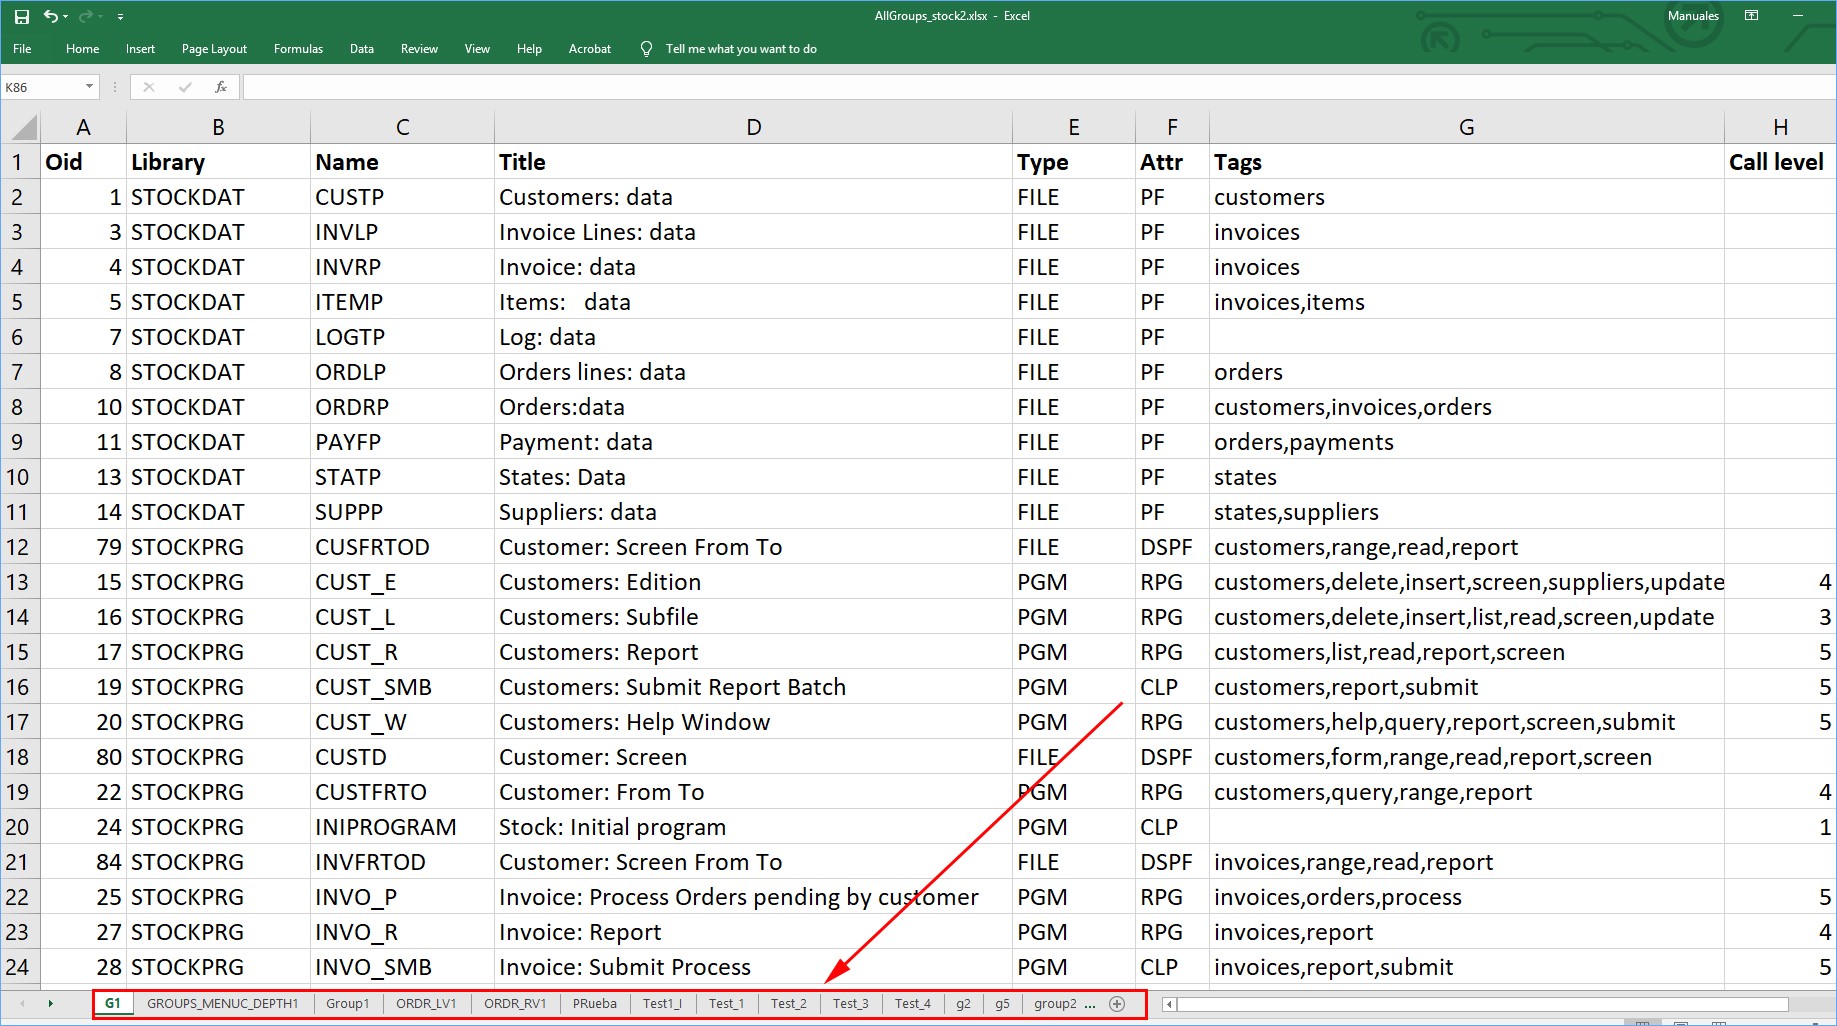 AllGroups_stock2.xlsx - Excel
Manuales
File Home Insert Page Layout Formulas Data Review View Help Acrobat Tell me what you want to do
K86 fx
A B C D E F G H
1 Oid Library Name Title Type Attr Tags Call level
2 1 STOCKDAT CUSTP Customers: data FILE PF customers
3 3 STOCKDAT INVLP Invoice Lines: data FILE PF invoices
4 4 STOCKDAT INVRP Invoice: data FILE PF invoices
5 5 STOCKDAT ITEMP Items: data FILE PF invoices,items
6 7 STOCKDAT LOGTP Log: data FILE PF
7 8 STOCKDAT ORDLP Orders lines: data FILE PF orders
8 10 STOCKDAT ORDRP Orders:data FILE PF customers,invoices,orders
9 11 STOCKDAT PAYFP Payment: data FILE PF orders,payments
10 13 STOCKDAT STATP States: Data FILE PF states
11 14 STOCKDAT SUPPP Suppliers: data FILE PF states,suppliers
12 79 STOCKPRG CUSFRTOD Customer: Screen From To FILE DSPF customers,range,read,report
13 15 STOCKPRG CUST_E Customers: Edition PGM RPG customers,delete,insert,screen,suppliers,update 4
14 16 STOCKPRG CUST_L Customers: Subfile PGM RPG customers,delete,insert,list,read,screen,update 3
15 17 STOCKPRG CUST_R Customers: Report PGM RPG customers,list,read,report,screen 5
16 19 STOCKPRG CUST_SMB Customers: Submit Report Batch PGM CLP customers,report,submit 5
17 20 STOCKPRG CUST_W Customers: Help Window PGM RPG customers,help,query,report,screen,submit 5
18 80 STOCKPRG CUSTD Customer: Screen FILE DSPF customers,form,range,read,report,screen
19 22 STOCKPRG CUSTFRTO Customer: From To PGM RPG customers,query,range,report 4
20 24 STOCKPRG INIPROGRAM Stock: Initial program PGM CLP 1
21 84 STOCKPRG INVFRTOD Customer: Screen From To FILE DSPF invoices,range,read,report
22 25 STOCKPRG INVO_P Invoice: Process Orders pending by customer PGM RPG invoices,orders,process 5
23 27 STOCKPRG INVO_R Invoice: Report PGM RPG invoices,report 4
24 28 STOCKPRG INVO_SMB Invoice: Submit Process PGM CLP invoices,report,submit 5
G1 GROUPS_MENUC_DEPTH1 Group1 ORDR_LV1 ORDR_RV1 PRueba Test1_I Test_1 Test_2 Test_3 Test_4 g2 g5 group2 ...